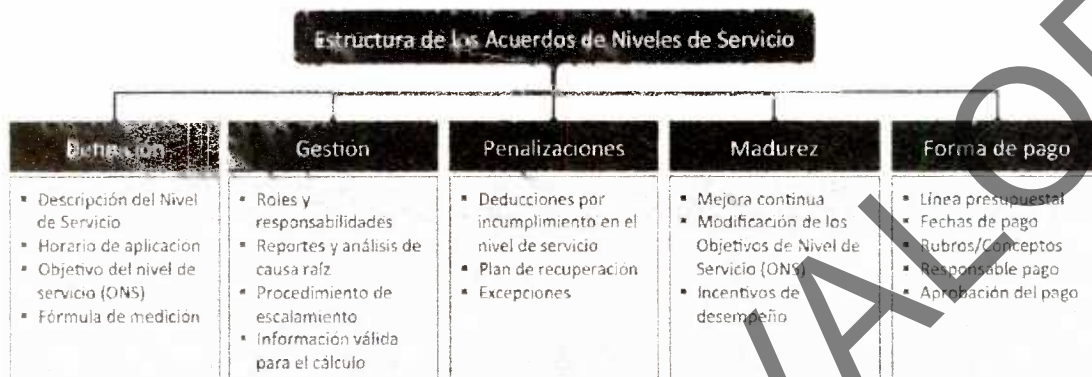 Estructura de los Acuerdos de Niveles de Servicio
Definición
▪ Descripción del Nivel
de Servicio
▪ Horario de aplicación
▪ Objetivo del nivel de
servicio (ONS)
▪ Fórmula de medición
Gestión
▪ Roles y
responsabilidades
▪ Reportes y análisis de
causa raíz
▪ Procedimiento de
escalamiento
▪ Información válida
para el cálculo
Penalizaciones
▪ Deducciones por
incumplimiento en el
nivel de servicio
▪ Plan de recuperación
▪ Excepciones
Madurez
▪ Mejora continua
▪ Modificación de los
Objetivos de Nivel de
Servicio (ONS)
▪ Incentivos de
desempeño
Forma de pago
▪ Línea presupuestal
▪ Fechas de pago
▪ Rubros/Conceptos
▪ Responsable pago
▪ Aprobación del pago